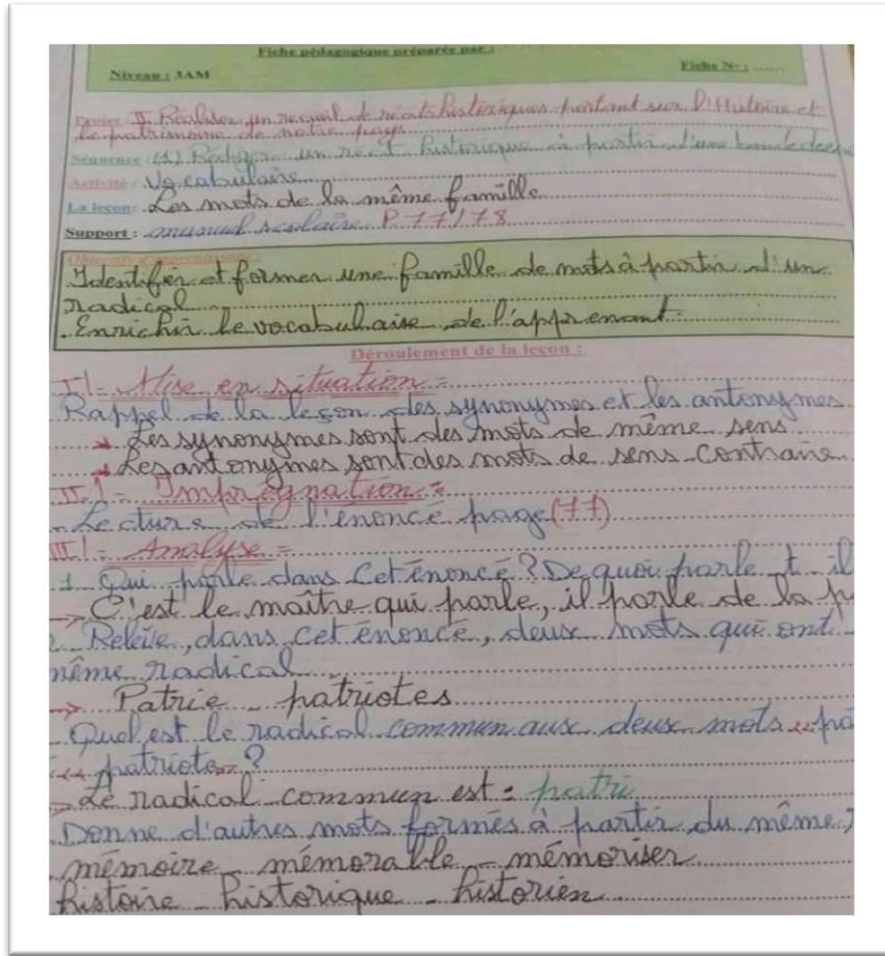 Fiche pédagogique préparée par :
Niveau : 3AM
Fiche N° : ......
Projet : II Réaliser un recueil de récits historiques portant sur l'Histoire et
le patrimoine de notre pays
Séquence : (1) Rédiger un récit historique à partir d'une bande dess
Activité : Vocabulaire
La leçon : Les mots de la même famille
Support : manuel scolaire P 77/78
Objectifs d'apprentissage :
Identifier et former une famille de mots à partir d'un
radical
Enrichir le vocabulaire de l'apprenant.
Déroulement de la leçon :
I - Mise en situation :
Rappel de la leçon des synonymes et les antonymes
Les synonymes sont des mots de même sens.
Les antonymes sont des mots de sens contraire
II - Imprégnation :
- Lecture de l'énoncé page (77)
III - Analyse :
1 Qui parle dans cet énoncé ? De quoi parle t-il
→ C'est le maître qui parle, il parle de la p
2 Relève, dans cet énoncé, deux mots qui ont
même radical
→ Patrie - patriotes
- Quel est le radical commun aux deux mots « pa
« patriotes » ?
→ Le radical commun est : patri
Donne d'autres mots formés à partir du même
mémoire - mémorable - mémoriser
histoire - historique - historien